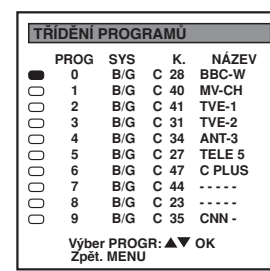 TŘÍDĚNÍ PROGRAMŮ
PROG SYS K. NÁZEV
0 B/G C 28 BBC-W
1 B/G C 40 MV-CH
2 B/G C 41 TVE-1
3 B/G C 31 TVE-2
4 B/G C 34 ANT-3
5 B/G C 27 TELE 5
6 B/G C 47 C PLUS
7 B/G C 44 - - - - -
8 B/G C 23 - - - - -
9 B/G C 35 CNN -
Výber PROGR: ▲▼ OK
Zpět. MENU